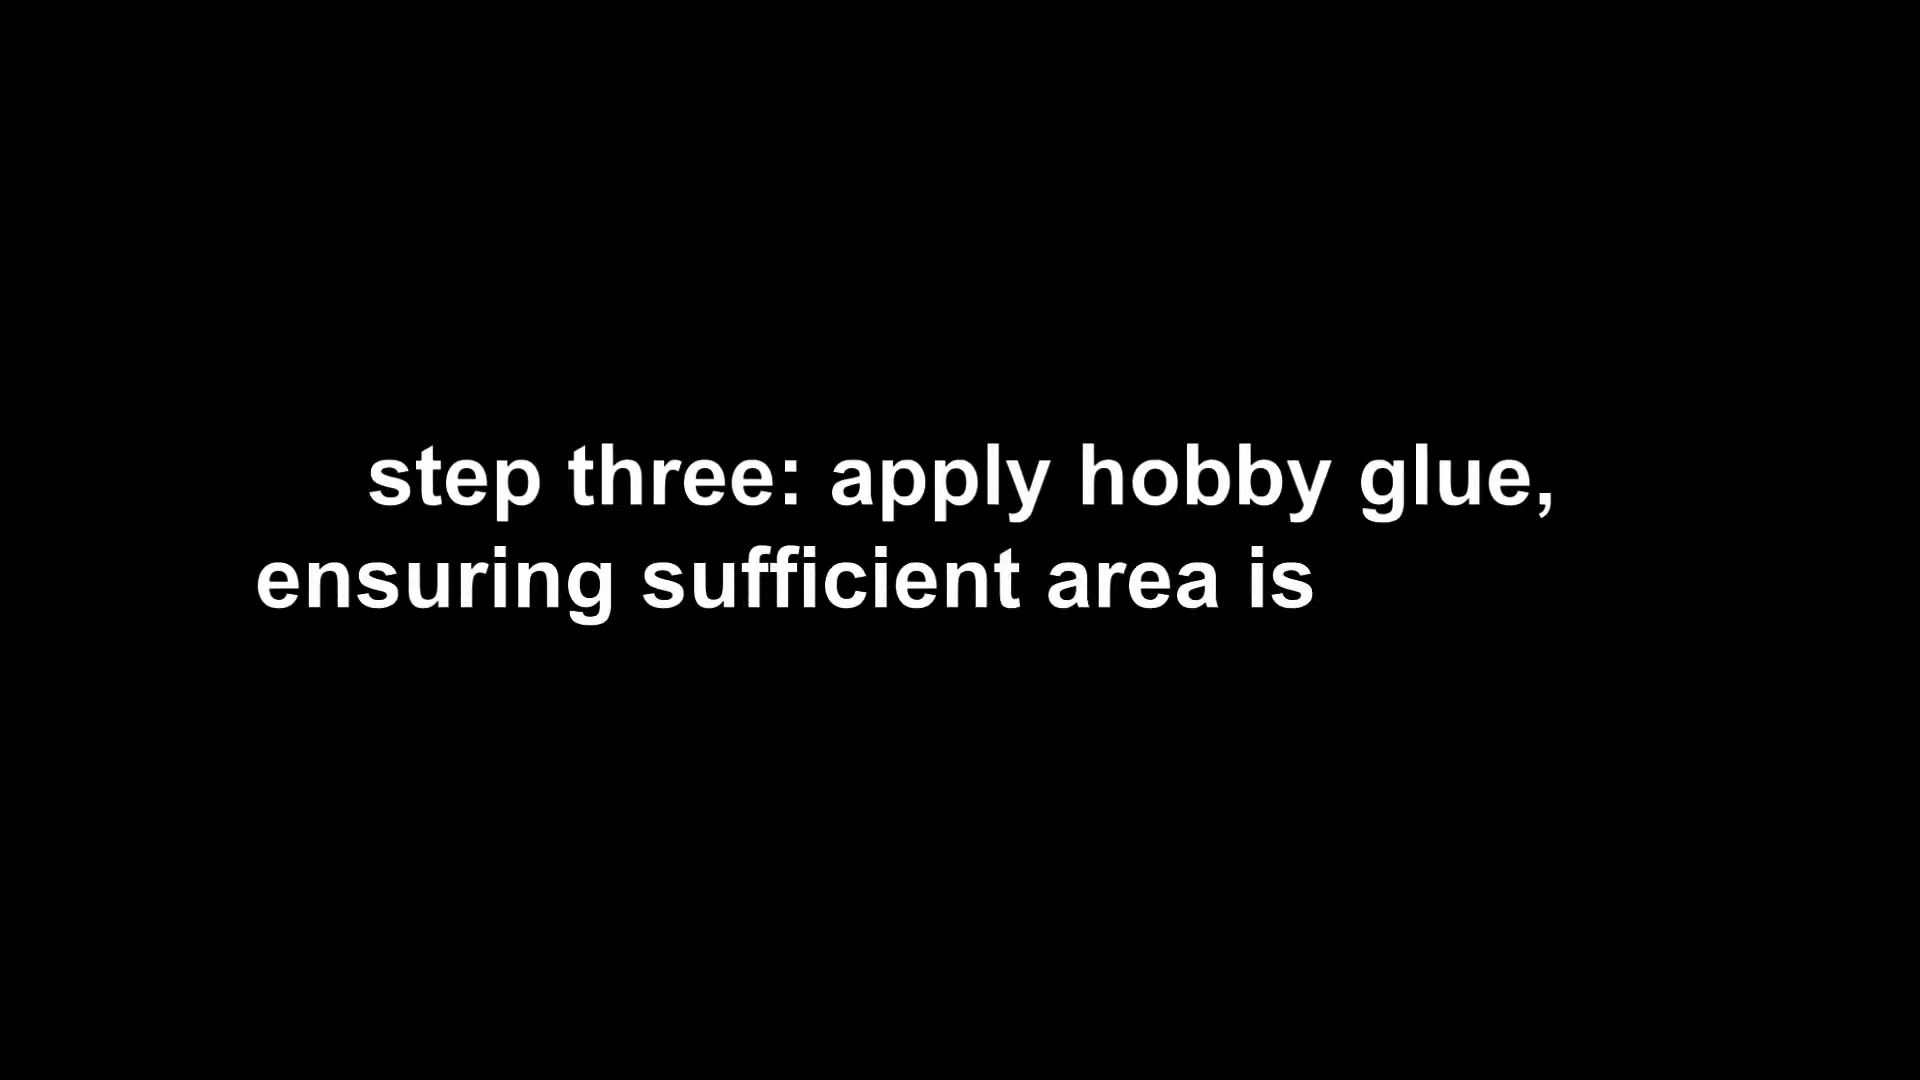 step three: apply hobby glue,
ensuring sufficient area is